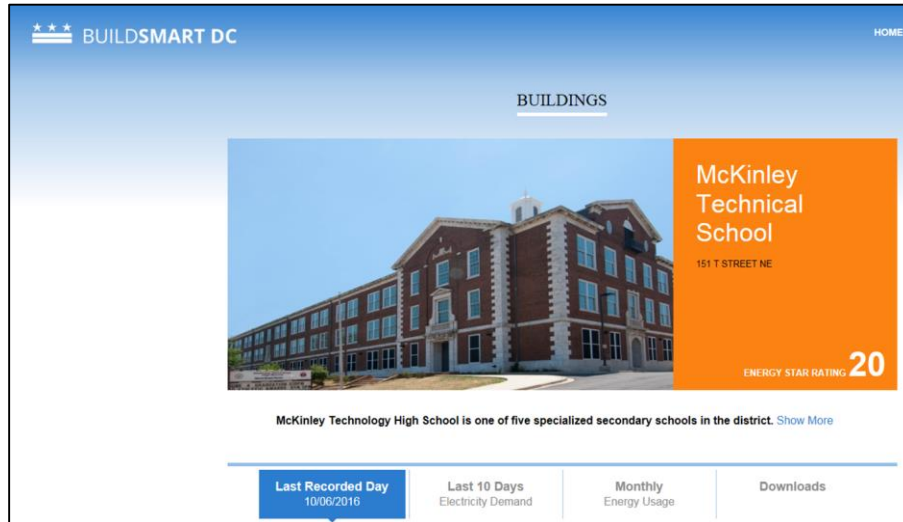 BUILDSMART DC
HOME
BUILDINGS
McKinley
Technical
School
151 T STREET NE
ENERGY STAR RATING 20
McKinley Technology High School is one of five specialized secondary schools in the district. Show More
Last Recorded Day
10/06/2016
Last 10 Days
Electricity Demand
Monthly
Energy Usage
Downloads